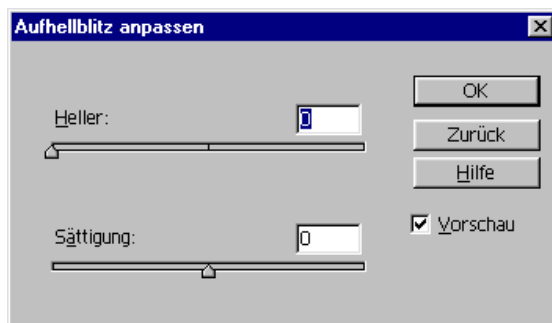 Aufhellblitz anpassen
OK
Heller: 0
Zurück
Hilfe
Vorschau
Sättigung: 0